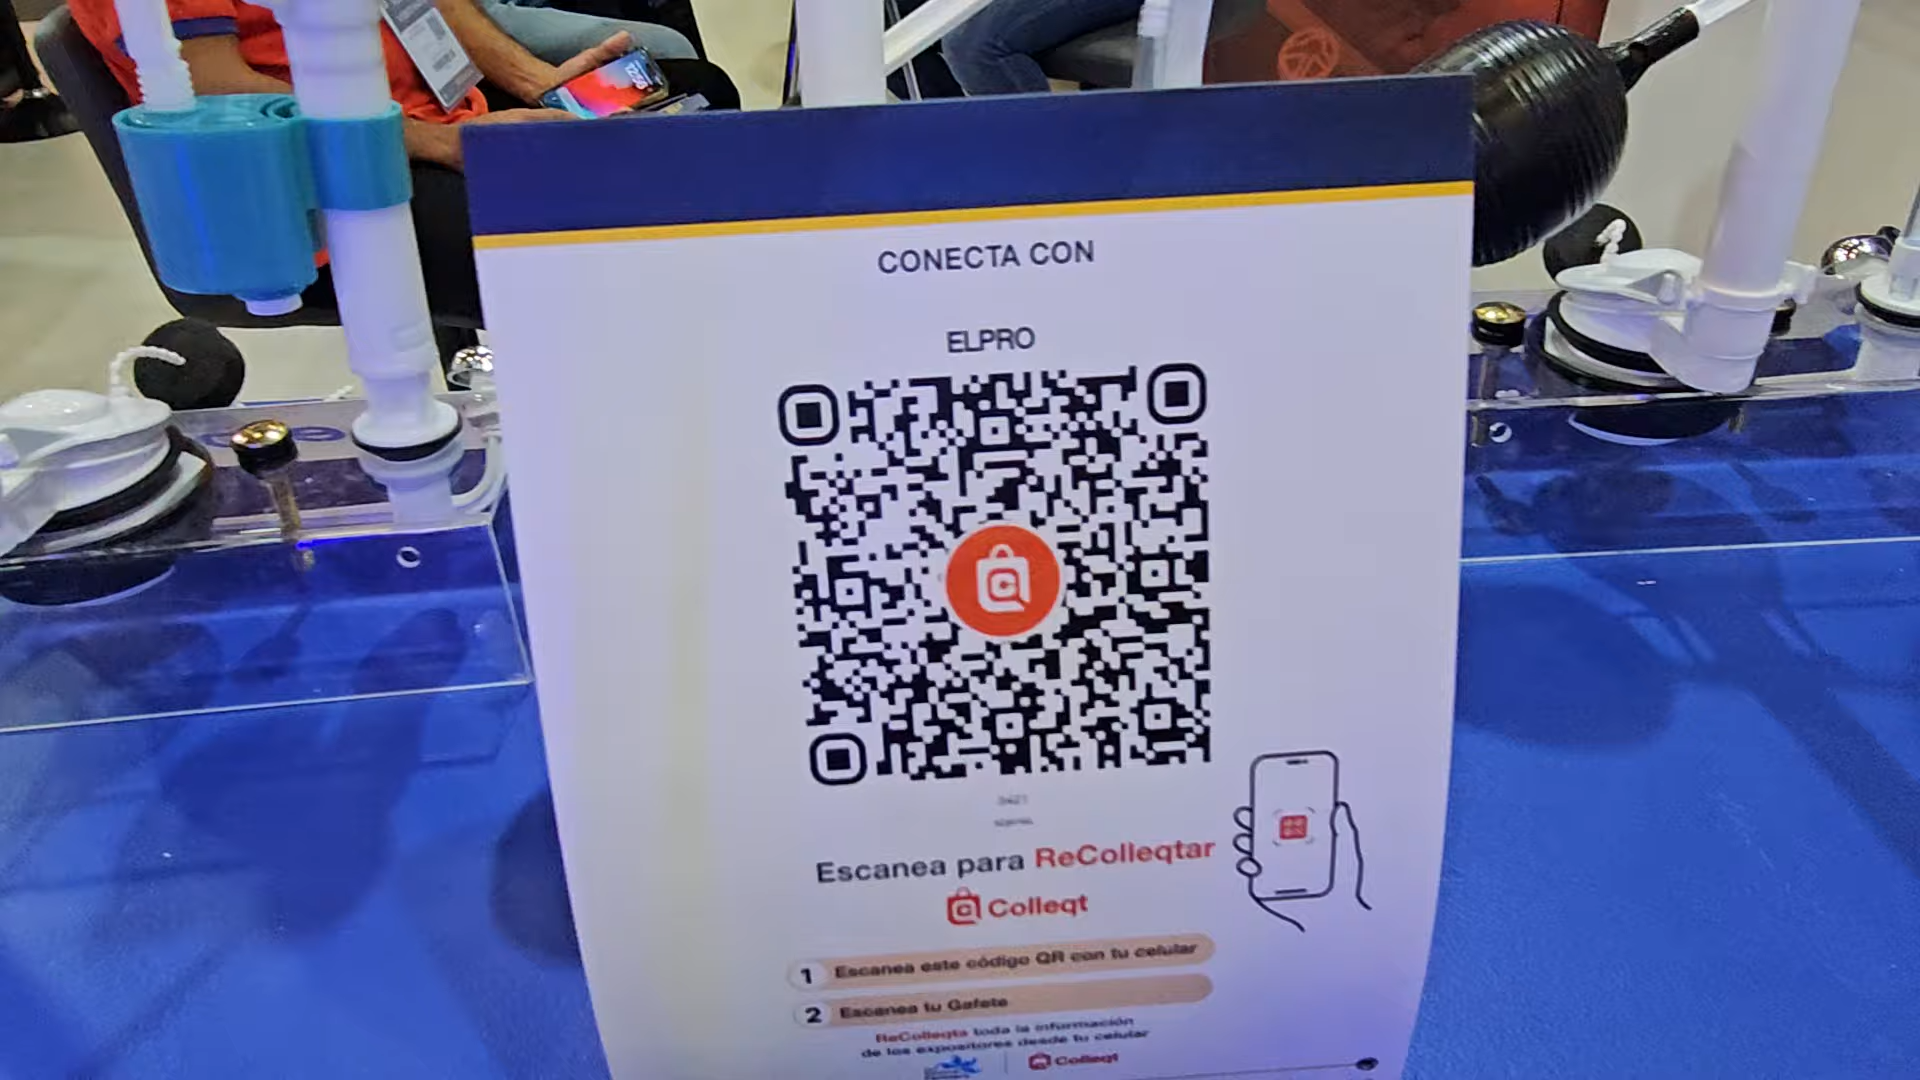 CONECTA CON
ELPRO
Escanea para ReColleqtar
Colleqt
1 Escanea este código QR con tu celular
2 Escanea tu Gafete
ReColleqta toda la información
de los expositores desde tu celular
Colleqt